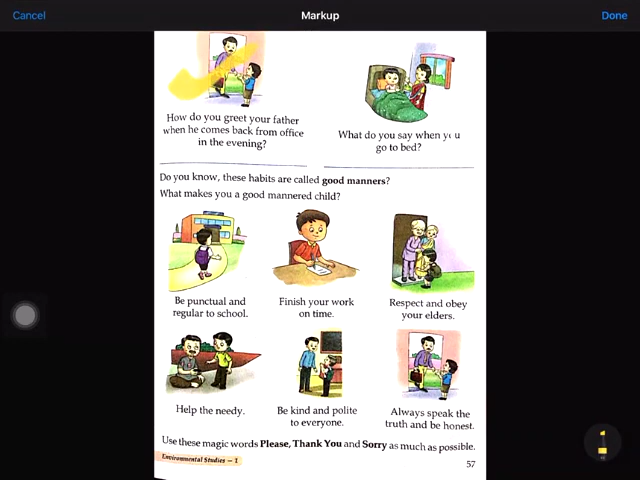 Cancel
Markup
Done
How do you greet your father
when he comes back from office
in the evening?
What do you say when you
go to bed?
Do you know, these habits are called good manners?
What makes you a good mannered child?
Be punctual and
regular to school.
Finish your work
on time.
Respect and obey
your elders.
Help the needy.
Be kind and polite
to everyone.
Always speak the
truth and be honest.
Use these magic words Please, Thank You and Sorry as much as possible.
Environmental Studies – 1
57